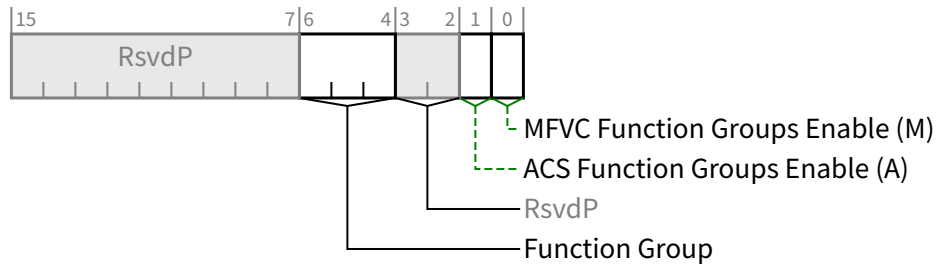 15 7 6 4 3 2 1 0
RsvdP
MFVC Function Groups Enable (M)
ACS Function Groups Enable (A)
RsvdP
Function Group